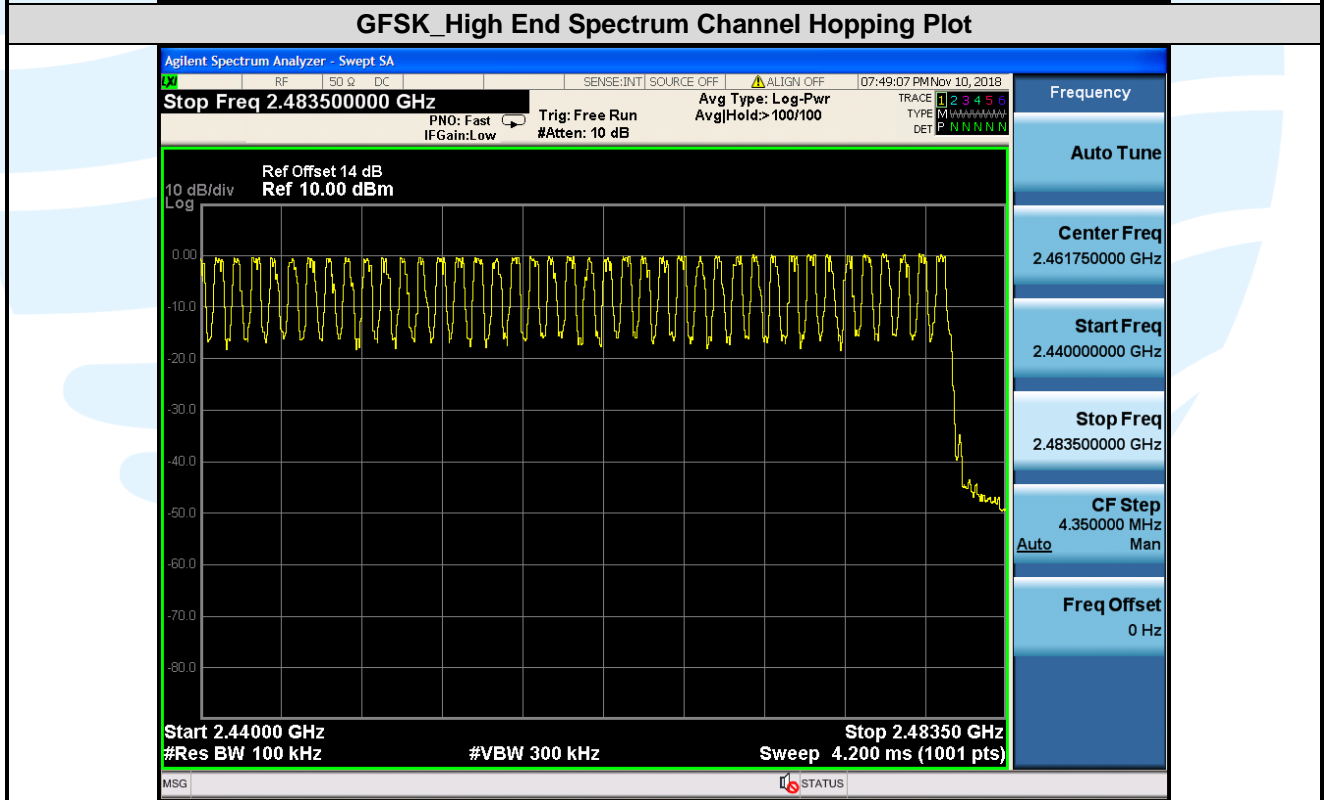 GFSK_High End Spectrum Channel Hopping Plot
Agilent Spectrum Analyzer - Swept SA
LXI RF 50 Ω DC SENSE:INT SOURCE OFF ⚠ALIGN OFF 07:49:07 PM Nov 10, 2018
Stop Freq 2.483500000 GHz
PNO: Fast
IFGain:Low
Trig: Free Run
#Atten: 10 dB
Avg Type: Log-Pwr
Avg|Hold:> 100/100
TRACE 1 2 3 4 5 6
TYPE M WWWWW
DET P N N N N N
Ref Offset 14 dB
10 dB/div Ref 10.00 dBm
Log
0.00
-10.0
-20.0
-30.0
-40.0
-50.0
-60.0
-70.0
-80.0
Start 2.44000 GHz Stop 2.48350 GHz
#Res BW 100 kHz #VBW 300 kHz Sweep 4.200 ms (1001 pts)
MSG STATUS
Frequency
Auto Tune
Center Freq
2.461750000 GHz
Start Freq
2.440000000 GHz
Stop Freq
2.483500000 GHz
CF Step
4.350000 MHz
Auto Man
Freq Offset
0 Hz